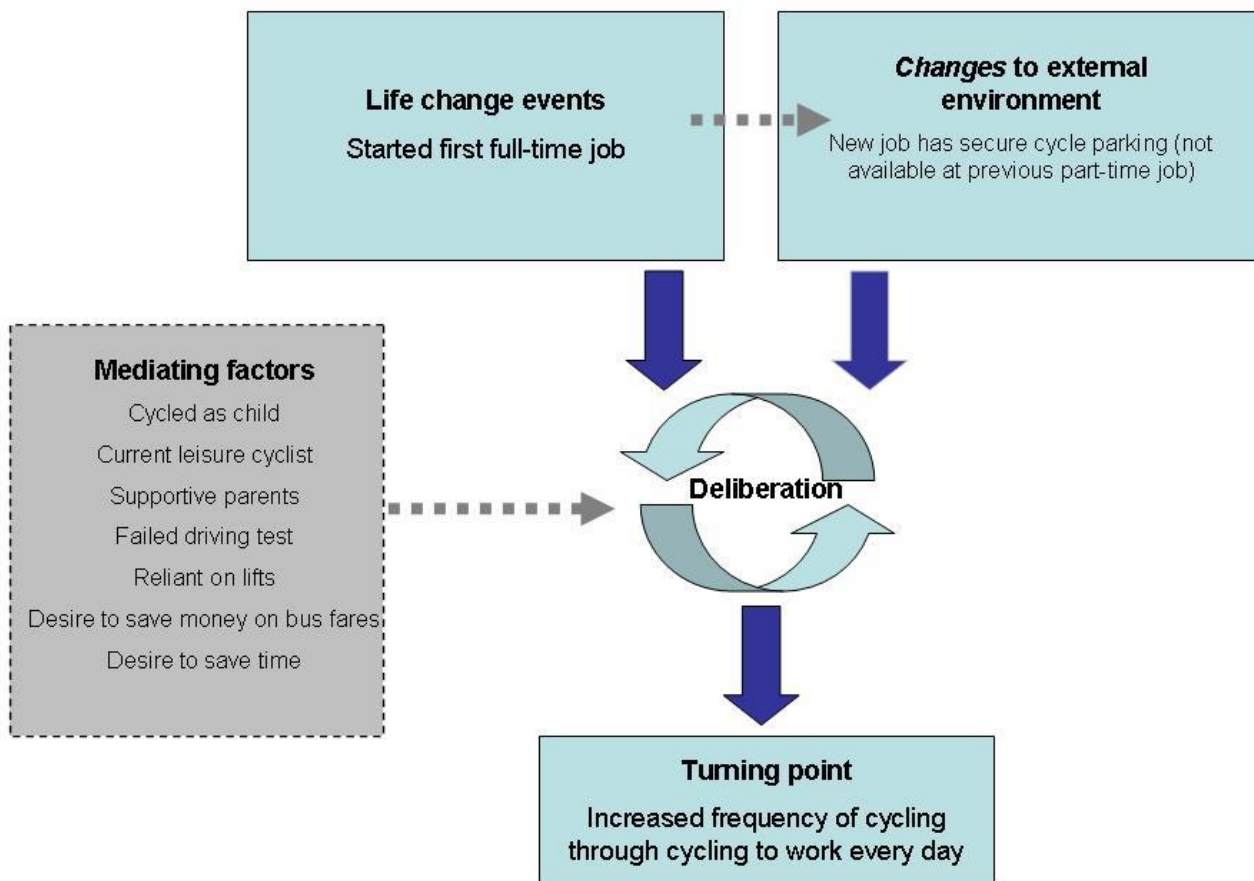 Life change events
Started first full-time job
Changes to external
environment
New job has secure cycle parking (not
available at previous part-time job)
Mediating factors
Cycled as child
Current leisure cyclist
Supportive parents
Failed driving test
Reliant on lifts
Desire to save money on bus fares
Desire to save time
Deliberation
Turning point
Increased frequency of cycling
through cycling to work every day